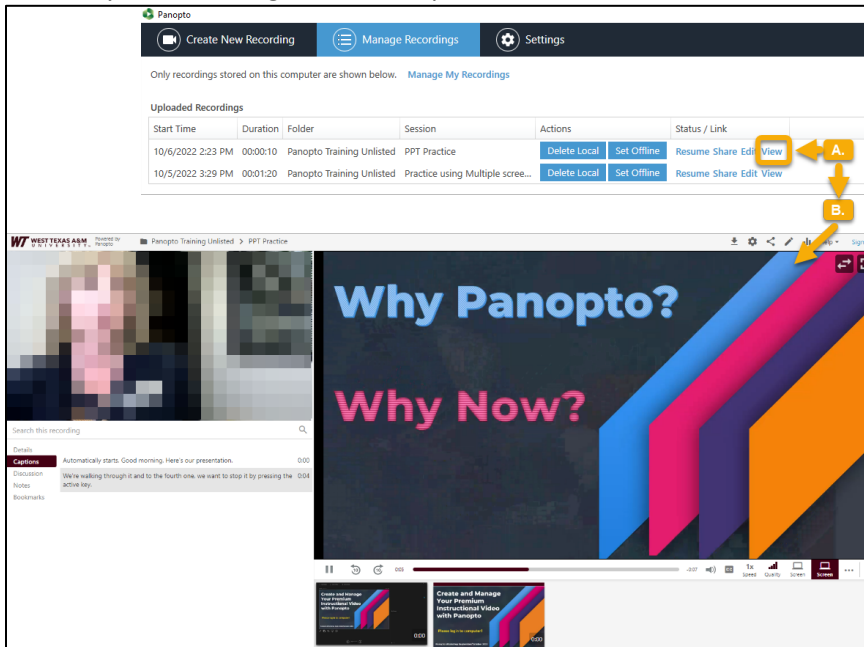 Panopto
Create New Recording Manage Recordings Settings
Only recordings stored on this computer are shown below. Manage My Recordings
Uploaded Recordings
Start Time Duration Folder Session Actions Status / Link
10/6/2022 2:23 PM 00:00:10 Panopto Training Unlisted PPT Practice Delete Local Set Offline Resume Share Edit View
A.
10/5/2022 3:29 PM 00:01:20 Panopto Training Unlisted Practice using Multiple scree... Delete Local Set Offline Resume Share Edit View
B.
WT WEST TEXAS A&M UNIVERSITY Powered by Panopto Panopto Training Unlisted > PPT Practice Sign
Why Panopto?
Why Now?
Search this recording
Details
Captions
Discussion
Notes
Bookmarks
Automatically starts. Good morning. Here's our presentation. 0:00
We're walking through it and to the fourth one. we want to stop it by pressing the 0:04
active key.
1x
Speed Quality Screen Screen
Create and Manage
Your Premium
Instructional Video
with Panopto
0:00
Create and Manage
Your Premium
Instructional Video
with Panopto
Please log in to computer!
0:00